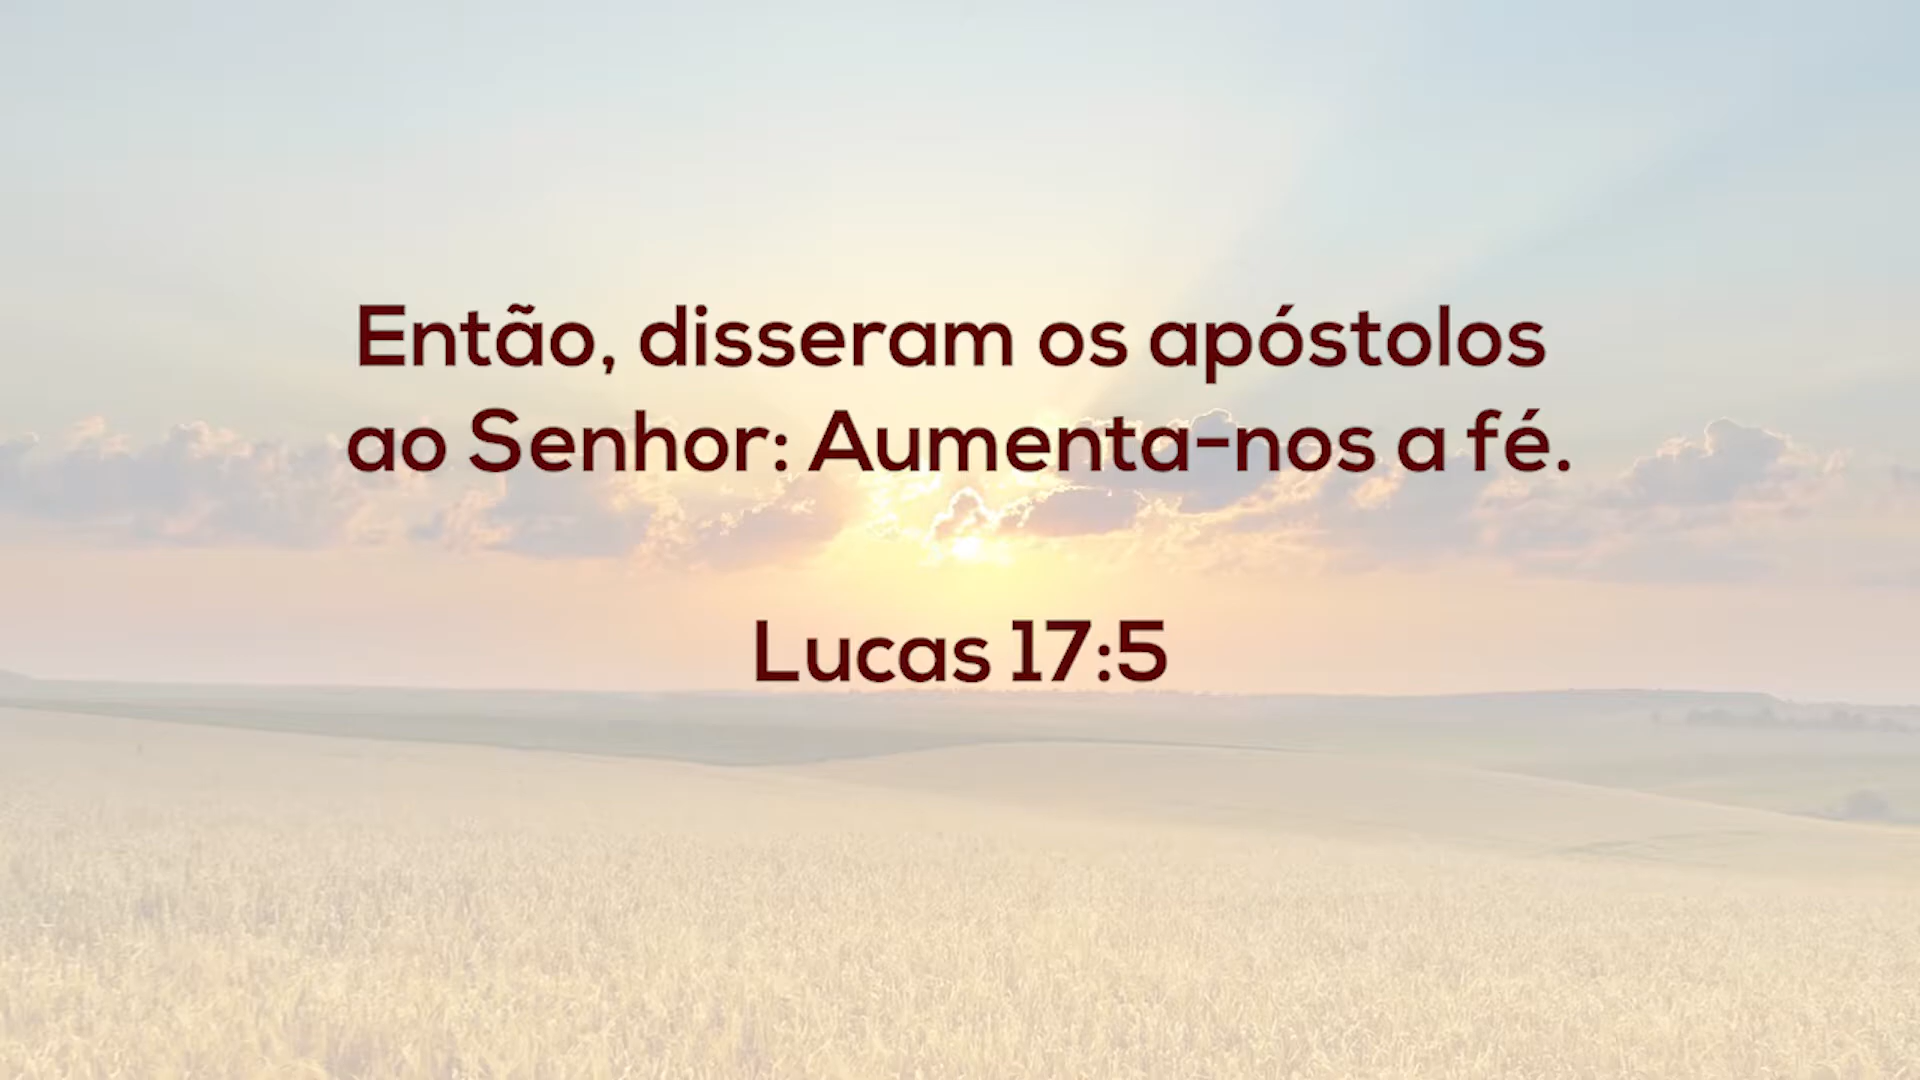 Então, disseram os apóstolos
ao Senhor: Aumenta-nos a fé.
Lucas 17:5